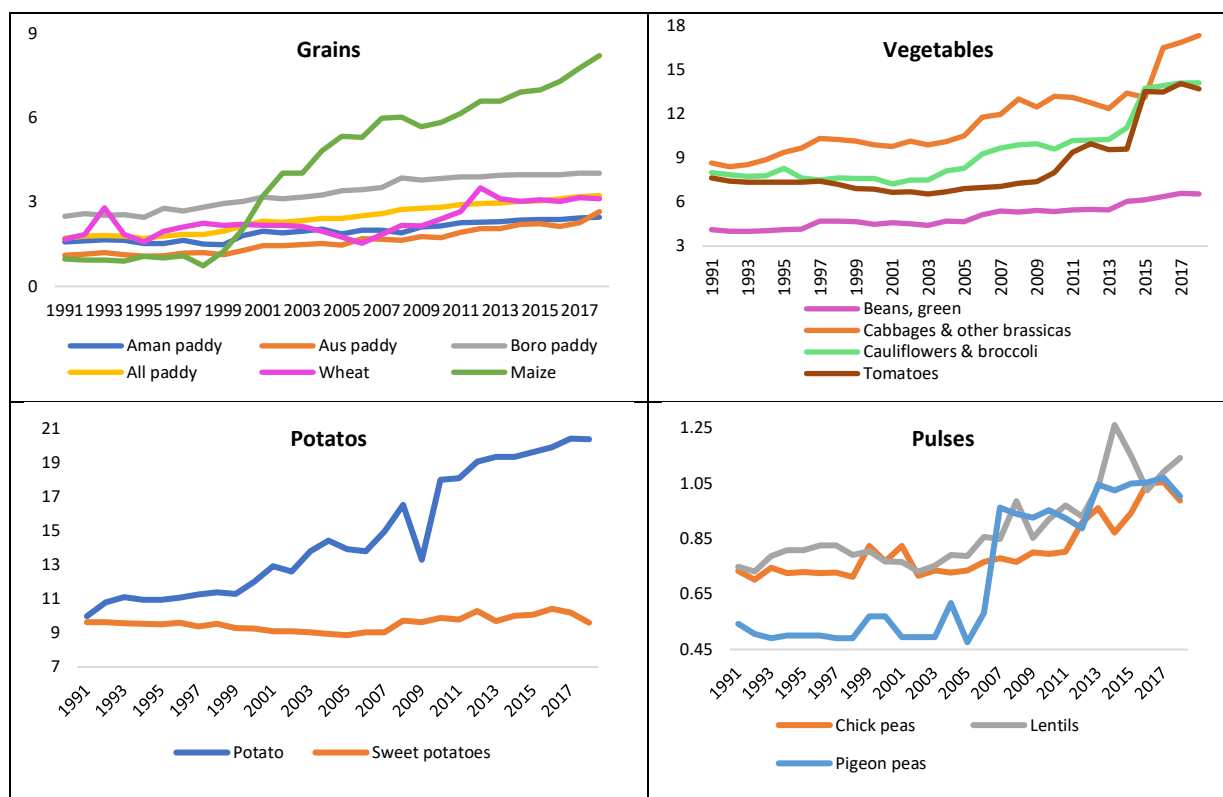 Grains
9
6
3
0
1991 1993 1995 1997 1999 2001 2003 2005 2007 2009 2011 2013 2015 2017
Aman paddy Aus paddy Boro paddy
All paddy Wheat Maize
Vegetables
18
15
12
9
6
3
1991 1993 1995 1997 1999 2001 2003 2005 2007 2009 2011 2013 2015 2017
Beans, green
Cabbages & other brassicas
Cauliflowers & broccoli
Tomatoes
Potatos
21
19
17
15
13
11
9
7
1991 1993 1995 1997 1999 2001 2003 2005 2007 2009 2011 2013 2015 2017
Potato Sweet potatoes
Pulses
1.25
1.05
0.85
0.65
0.45
1991 1993 1995 1997 1999 2001 2003 2005 2007 2009 2011 2013 2015 2017
Chick peas Lentils
Pigeon peas